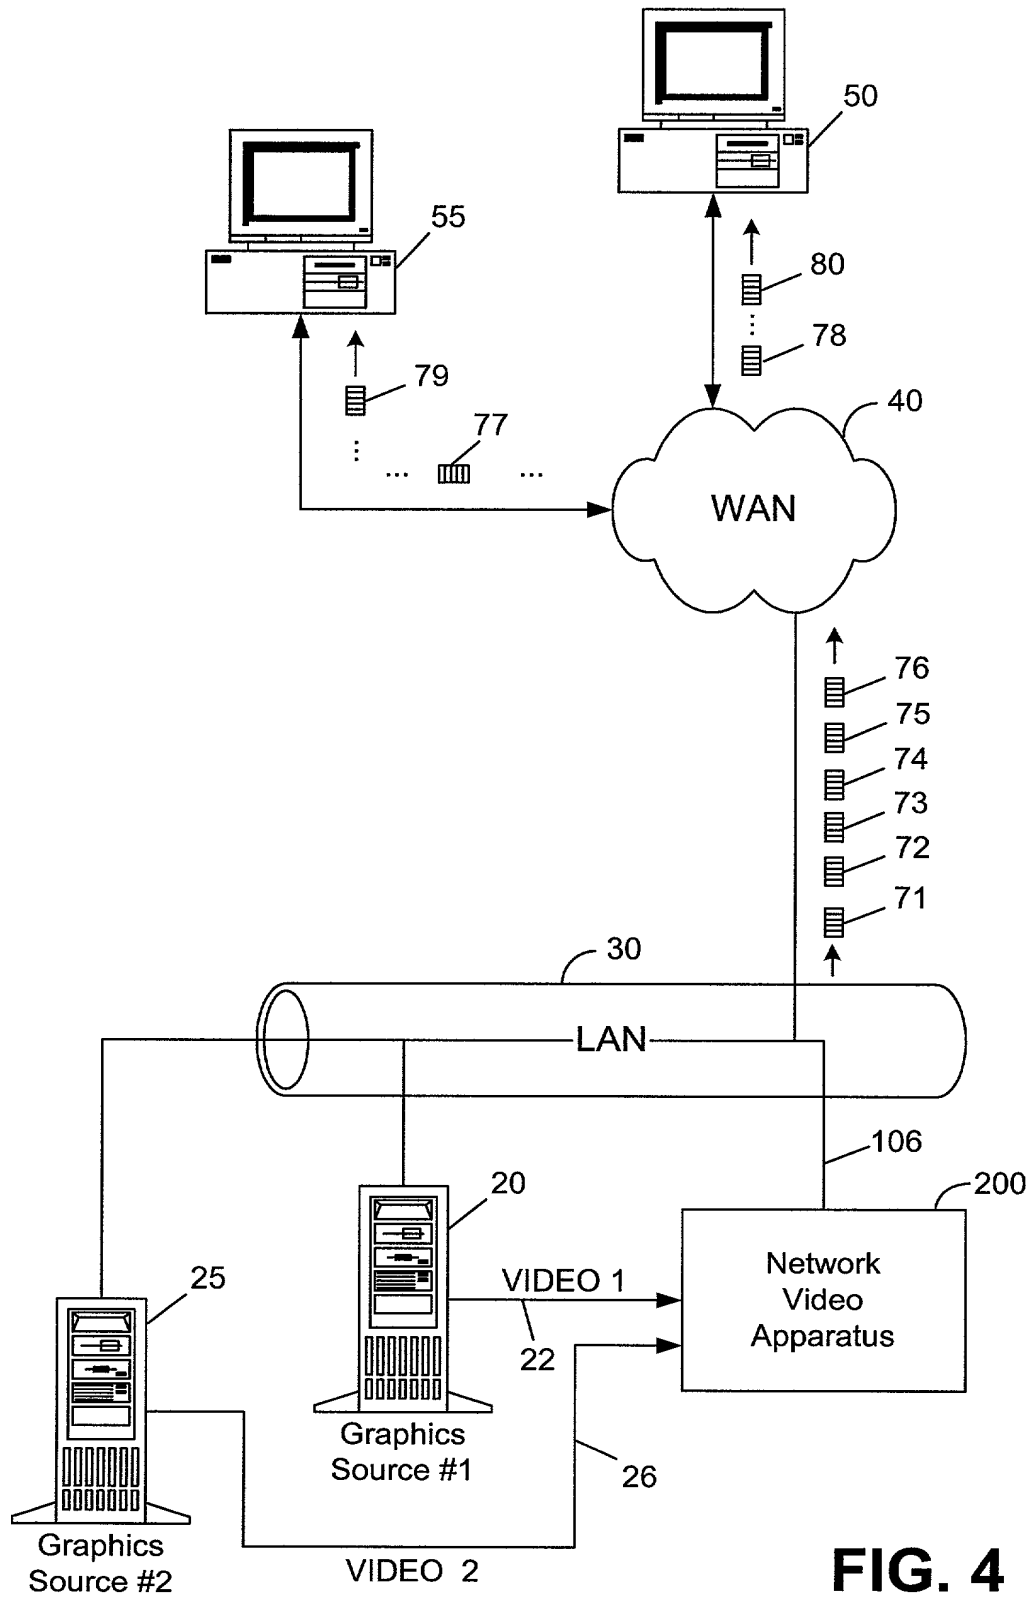 50
55
80
78
79
77
40
WAN
76
75
74
73
72
71
30
LAN
106
20
200
Network
Video
Apparatus
25
VIDEO 1
22
Graphics
Source #1
26
Graphics
Source #2
VIDEO 2
FIG. 4